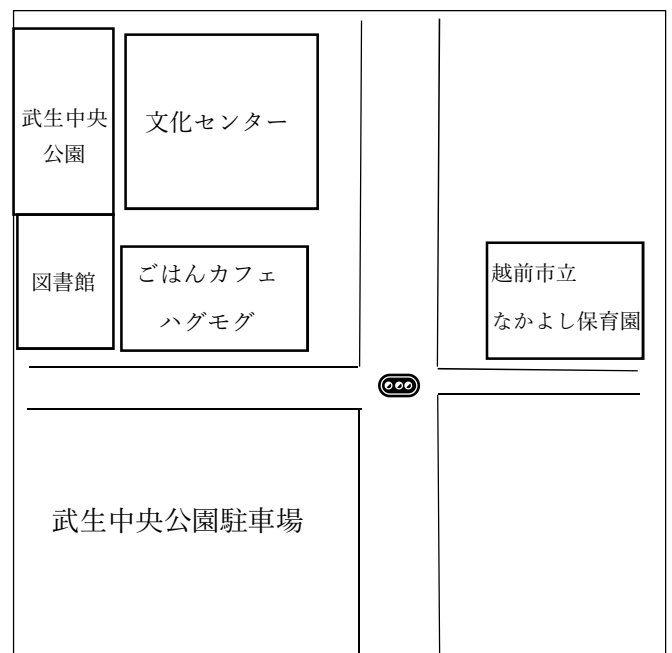 武生中央
公園
文化センター
図書館
ごはんカフェ
ハグモグ
越前市立
なかよし保育園
武生中央公園駐車場